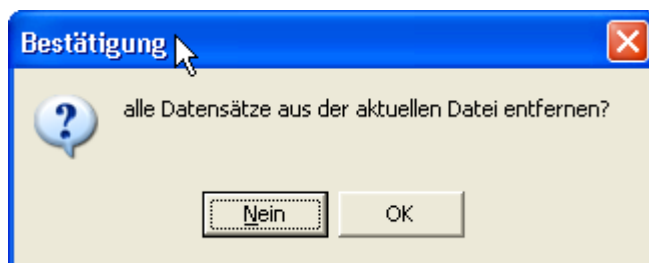 Bestätigung
alle Datensätze aus der aktuellen Datei entfernen?
Nein
OK